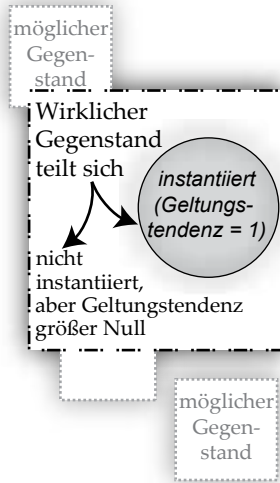 möglicher
Gegen-
stand
Wirklicher
Gegenstand
teilt sich
instantiiert
(Geltungs-
tendenz = 1)
nicht
instantiiert,
aber Geltungstendenz
größer Null
möglicher
Gegen-
stand